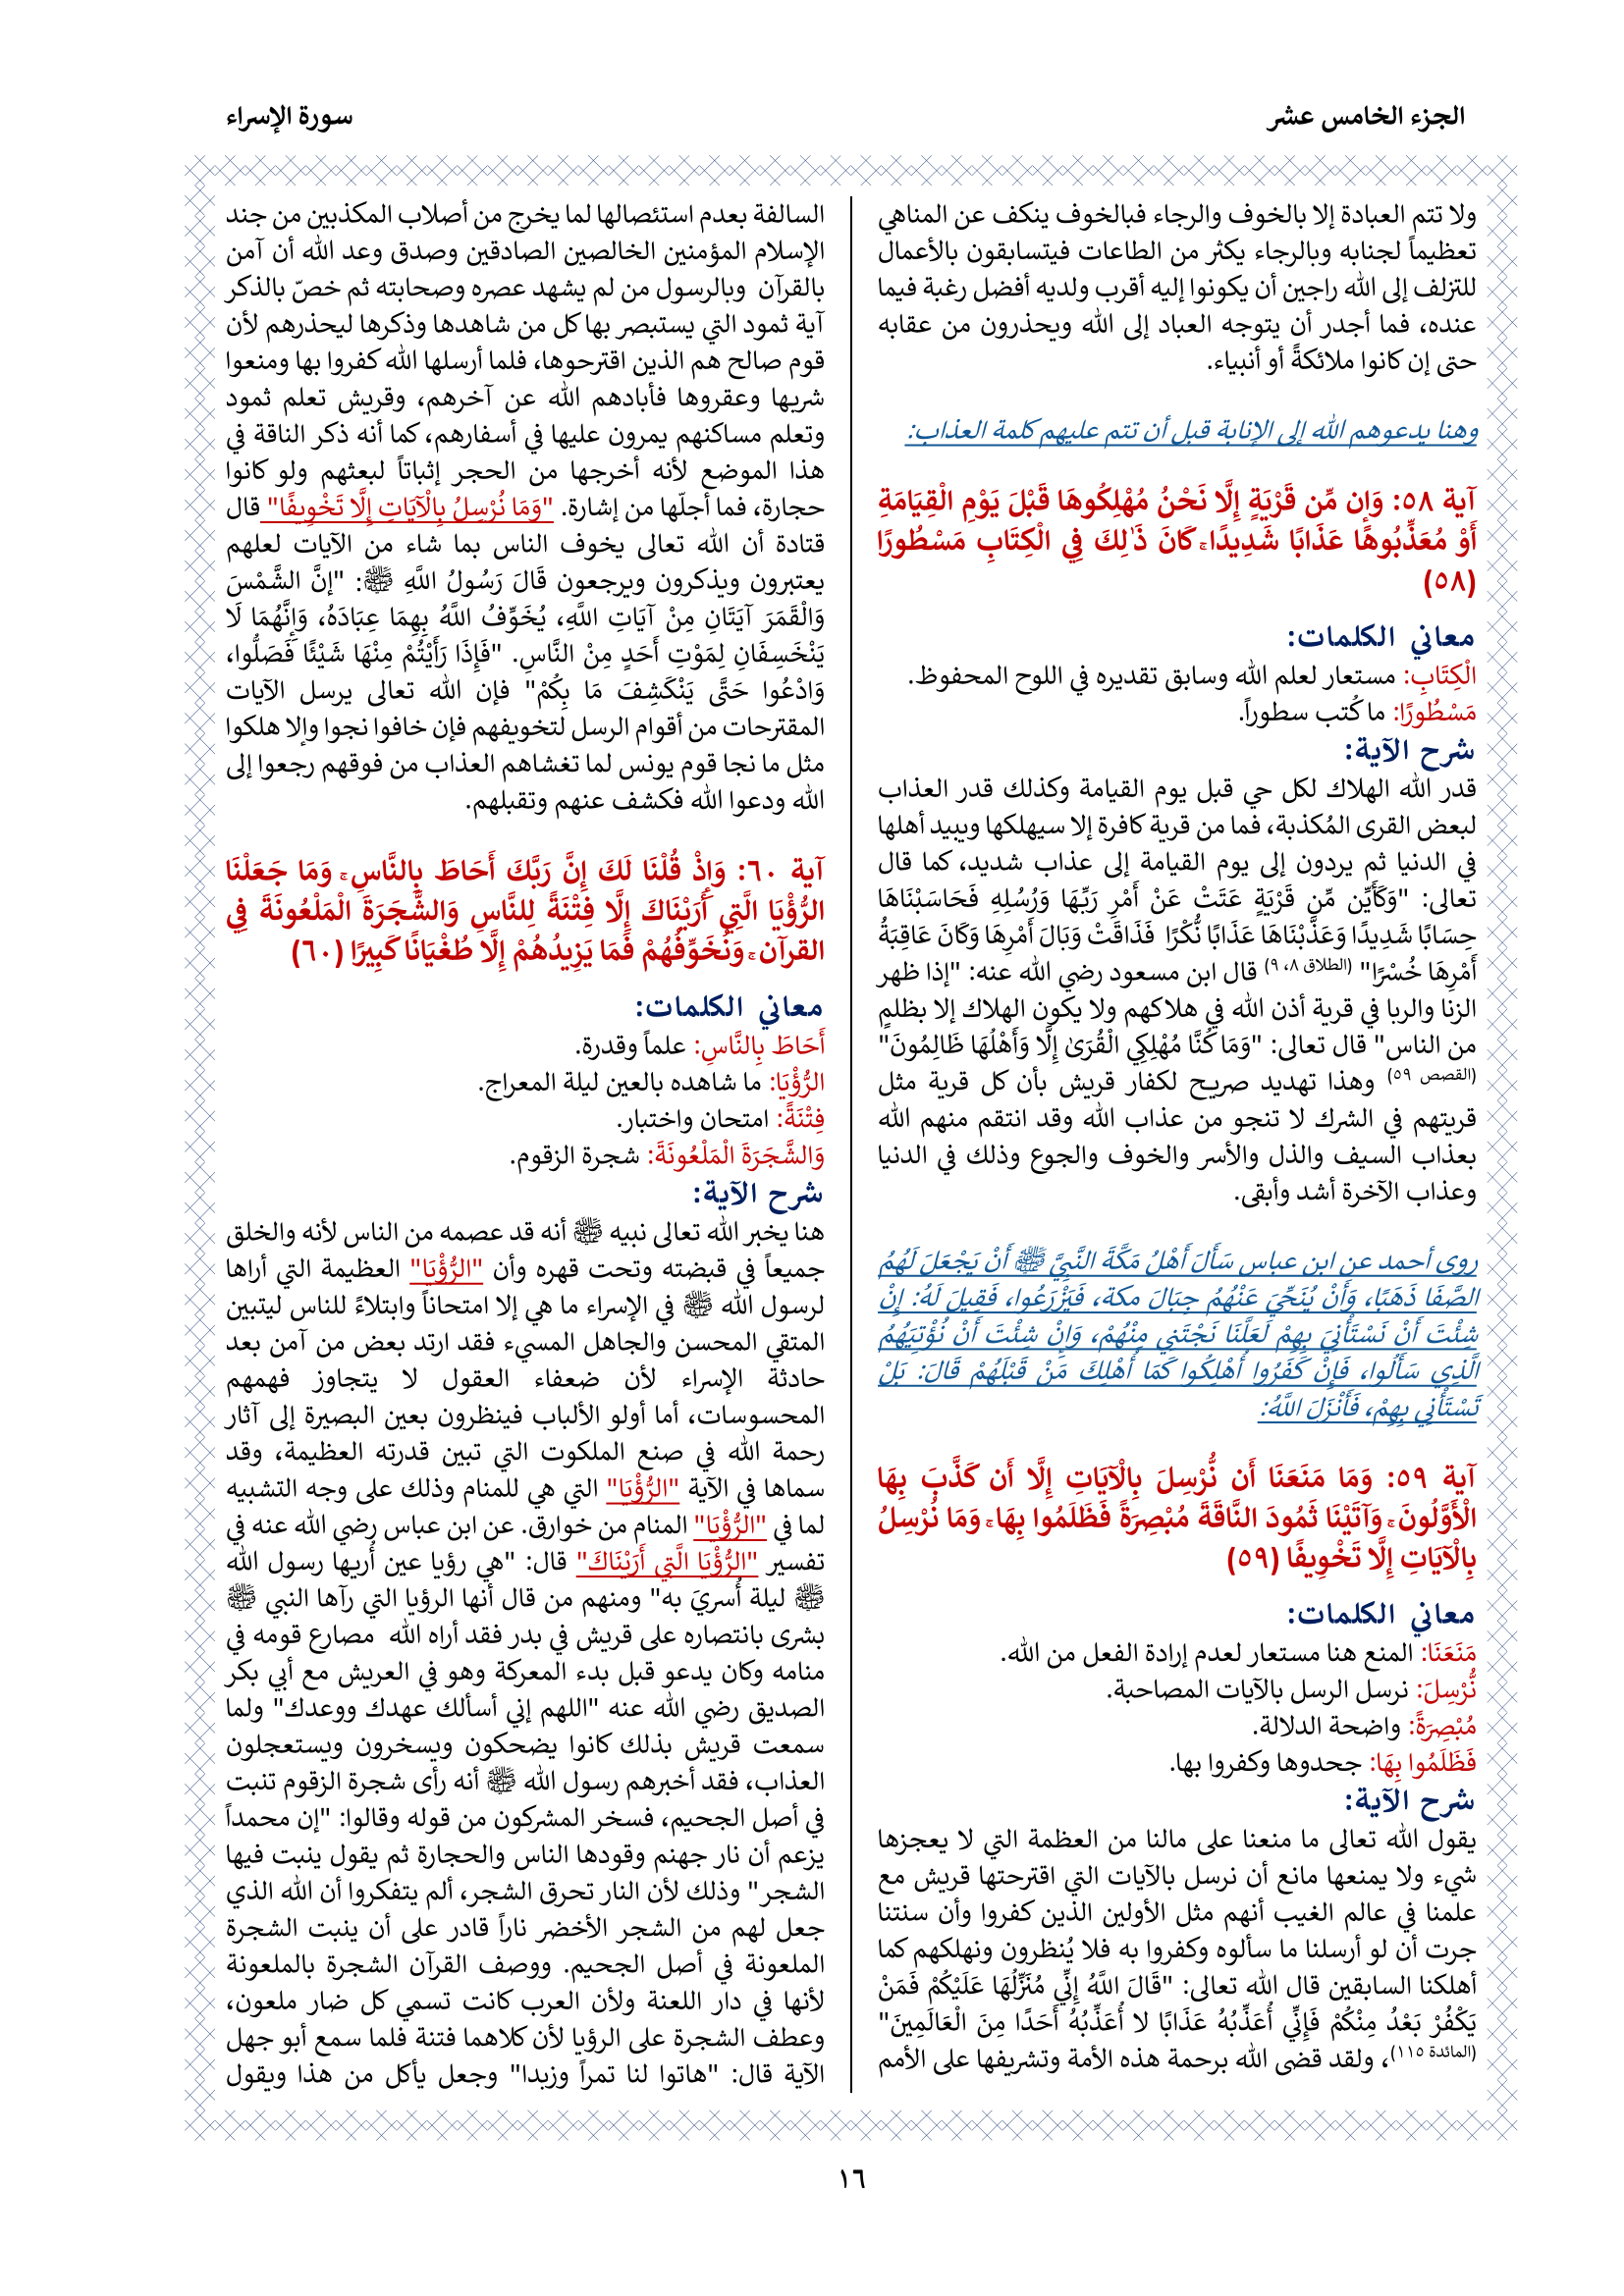 الجزء الخامس عشر
سورة الإسراء
ولا تتم العبادة إلا بالخوف والرجاء فبالخوف ينكف عن المناهي
تعظيماً لجنابه وبالرجاء يكثر من الطاعات فيتسابقون بالأعمال
للتزلف إلى الله راجين أن يكونوا إليه أقرب ولديه أفضل رغبة فيما
عنده، فما أجدر أن يتوجه العباد إلى الله ويحذرون من عقابه
حتى إن كانوا ملائكةً أو أنبياء.
وهنا يدعوهم الله إلى الإنابة قبل أن تتم عليهم كلمة العذاب:
آية ٥٨: وَإِن مِّن قَرْيَةٍ إِلَّا نَحْنُ مُهْلِكُوهَا قَبْلَ يَوْمِ الْقِيَامَةِ
أَوْ مُعَذِّبُوهَا عَذَابًا شَدِيدًا ۚ كَانَ ذَٰلِكَ فِي الْكِتَابِ مَسْطُورًا
(٥٨)
معاني الكلمات:
الْكِتَابِ: مستعار لعلم الله وسابق تقديره في اللوح المحفوظ.
مَسْطُورًا: ما كُتب سطوراً.
شرح الآية:
قدر الله الهلاك لكل حي قبل يوم القيامة وكذلك قدر العذاب
لبعض القرى المُكذبة، فما من قرية كافرة إلا سيهلكها ويبيد أهلها
في الدنيا ثم يردون إلى يوم القيامة إلى عذاب شديد، كما قال
تعالى: "وَكَأَيِّن مِّن قَرْيَةٍ عَتَتْ عَنْ أَمْرِ رَبِّهَا وَرُسُلِهِ فَحَاسَبْنَاهَا
حِسَابًا شَدِيدًا وَعَذَّبْنَاهَا عَذَابًا نُّكْرًا فَذَاقَتْ وَبَالَ أَمْرِهَا وَكَانَ عَاقِبَةُ
أَمْرِهَا خُسْرًا" (الطلاق ٨، ٩) قال ابن مسعود رضي الله عنه: "إذا ظهر
الزنا والربا في قرية أذن الله في هلاكهم ولا يكون الهلاك إلا بظلمٍ
من الناس" قال تعالى: "وَمَا كُنَّا مُهْلِكِي الْقُرَىٰ إِلَّا وَأَهْلُهَا ظَالِمُونَ"
(القصص ٥٩) وهذا تهديد صريح لكفار قريش بأن كل قرية مثل
قريتهم في الشرك لا تنجو من عذاب الله وقد انتقم منهم الله
بعذاب السيف والذل والأسر والخوف والجوع وذلك في الدنيا
وعذاب الآخرة أشد وأبقى.
روى أحمد عن ابن عباس سَأَلَ أَهْلُ مَكَّةَ النَّبِيَّ ﷺ أَنْ يَجْعَلَ لَهُمُ
الصَّفَا ذَهَبًا، وَأَنْ يُنَحِّيَ عَنْهُمُ جِبَالَ مكة، فَيَزْرَعُوا، فَقِيلَ لَهُ: إِنْ
شِئْتَ أَنْ نَسْتَأْنِيَ بِهِمْ لَعَلَّنَا نَجْتَنِي مِنْهُمْ، وَإِنْ شِئْتَ أَنْ نُؤْتِيَهُمُ
الَّذِي سَأَلُوا، فَإِنْ كَفَرُوا أُهْلِكُوا كَمَا أُهْلِكَ مَنْ قَبْلَهُمْ قَالَ: بَلْ
تَسْتَأْنِي بِهِمْ، فَأَنْزَلَ اللَّهُ:
آية ٥٩: وَمَا مَنَعَنَا أَن نُّرْسِلَ بِالْآيَاتِ إِلَّا أَن كَذَّبَ بِهَا
الْأَوَّلُونَ ۚ وَآتَيْنَا ثَمُودَ النَّاقَةَ مُبْصِرَةً فَظَلَمُوا بِهَا ۚ وَمَا نُرْسِلُ
بِالْآيَاتِ إِلَّا تَخْوِيفًا (٥٩)
معاني الكلمات:
مَنَعَنَا: المنع هنا مستعار لعدم إرادة الفعل من الله.
نُّرْسِلَ: نرسل الرسل بالآيات المصاحبة.
مُبْصِرَةً: واضحة الدلالة.
فَظَلَمُوا بِهَا: جحدوها وكفروا بها.
شرح الآية:
يقول الله تعالى ما منعنا على مالنا من العظمة التي لا يعجزها
شيء ولا يمنعها مانع أن نرسل بالآيات التي اقترحتها قريش مع
علمنا في عالم الغيب أنهم مثل الأولين الذين كفروا وأن سنتنا
جرت أن لو أرسلنا ما سألوه وكفروا به فلا يُنظرون ونهلكهم كما
أهلكنا السابقين قال الله تعالى: "قَالَ اللَّهُ إِنِّي مُنَزِّلُهَا عَلَيْكُمْ فَمَنْ
يَكْفُرْ بَعْدُ مِنْكُمْ فَإِنِّي أُعَذِّبُهُ عَذَابًا لا أُعَذِّبُهُ أَحَدًا مِنَ الْعَالَمِينَ"
(المائدة ١١٥)، ولقد قضى الله برحمة هذه الأمة وتشريفها على الأمم
السالفة بعدم استئصالها لما يخرج من أصلاب المكذبين من جند
الإسلام المؤمنين الخالصين الصادقين وصدق وعد الله أن آمن
بالقرآن وبالرسول من لم يشهد عصره وصحابته ثم خصّ بالذكر
آية ثمود التي يستبصر بها كل من شاهدها وذكرها ليحذرهم لأن
قوم صالح هم الذين اقترحوها، فلما أرسلها الله كفروا بها ومنعوا
شربها وعقروها فأبادهم الله عن آخرهم، وقريش تعلم ثمود
وتعلم مساكنهم يمرون عليها في أسفارهم، كما أنه ذكر الناقة في
هذا الموضع لأنه أخرجها من الحجر إثباتاً لبعثهم ولو كانوا
حجارة، فما أجلّها من إشارة. "وَمَا نُرْسِلُ بِالْآيَاتِ إِلَّا تَخْوِيفًا" قال
قتادة أن الله تعالى يخوف الناس بما شاء من الآيات لعلهم
يعتبرون ويذكرون ويرجعون قَالَ رَسُولُ اللَّهِ ﷺ: "إِنَّ الشَّمْسَ
وَالْقَمَرَ آيَتَانِ مِنْ آيَاتِ اللَّهِ، يُخَوِّفُ اللَّهُ بِهِمَا عِبَادَهُ، وَإِنَّهُمَا لَا
يَنْخَسِفَانِ لِمَوْتِ أَحَدٍ مِنْ النَّاسِ. "فَإِذَا رَأَيْتُمْ مِنْهَا شَيْئًا فَصَلُّوا،
وَادْعُوا حَتَّى يَنْكَشِفَ مَا بِكُمْ" فإن الله تعالى يرسل الآيات
المقترحات من أقوام الرسل لتخويفهم فإن خافوا نجوا وإلا هلكوا
مثل ما نجا قوم يونس لما تغشاهم العذاب من فوقهم رجعوا إلى
الله ودعوا الله فكشف عنهم وتقبلهم.
آية ٦٠: وَإِذْ قُلْنَا لَكَ إِنَّ رَبَّكَ أَحَاطَ بِالنَّاسِ ۚ وَمَا جَعَلْنَا
الرُّؤْيَا الَّتِي أَرَيْنَاكَ إِلَّا فِتْنَةً لِلنَّاسِ وَالشَّجَرَةَ الْمَلْعُونَةَ فِي
القرآن ۚ وَنُخَوِّفُهُمْ فَمَا يَزِيدُهُمْ إِلَّا طُغْيَانًا كَبِيرًا (٦٠)
معاني الكلمات:
أَحَاطَ بِالنَّاسِ: علماً وقدرة.
الرُّؤْيَا: ما شاهده بالعين ليلة المعراج.
فِتْنَةً: امتحان واختبار.
وَالشَّجَرَةَ الْمَلْعُونَةَ: شجرة الزقوم.
شرح الآية:
هنا يخبر الله تعالى نبيه ﷺ أنه قد عصمه من الناس لأنه والخلق
جميعاً في قبضته وتحت قهره وأن "الرُّؤْيَا" العظيمة التي أراها
لرسول الله ﷺ في الإسراء ما هي إلا امتحاناً وابتلاءً للناس ليتبين
المتقي المحسن والجاهل المسيء فقد ارتد بعض من آمن بعد
حادثة الإسراء لأن ضعفاء العقول لا يتجاوز فهمهم
المحسوسات، أما أولو الألباب فينظرون بعين البصيرة إلى آثار
رحمة الله في صنع الملكوت التي تبين قدرته العظيمة، وقد
سماها في الآية "الرُّؤْيَا" التي هي للمنام وذلك على وجه التشبيه
لما في "الرُّؤْيَا" المنام من خوارق. عن ابن عباس رضي الله عنه في
تفسير "الرُّؤْيَا الَّتِي أَرَيْنَاكَ" قال: "هي رؤيا عين أُريها رسول الله
ﷺ ليلة أُسريَ به" ومنهم من قال أنها الرؤيا التي رآها النبي ﷺ
بشرى بانتصاره على قريش في بدر فقد أراه الله مصارع قومه في
منامه وكان يدعو قبل بدء المعركة وهو في العريش مع أبي بكر
الصديق رضي الله عنه "اللهم إني أسألك عهدك ووعدك" ولما
سمعت قريش بذلك كانوا يضحكون ويسخرون ويستعجلون
العذاب، فقد أخبرهم رسول الله ﷺ أنه رأى شجرة الزقوم تنبت
في أصل الجحيم، فسخر المشركون من قوله وقالوا: "إن محمداً
يزعم أن نار جهنم وقودها الناس والحجارة ثم يقول ينبت فيها
الشجر" وذلك لأن النار تحرق الشجر، ألم يتفكروا أن الله الذي
جعل لهم من الشجر الأخضر ناراً قادر على أن ينبت الشجرة
الملعونة في أصل الجحيم. ووصف القرآن الشجرة بالملعونة
لأنها في دار اللعنة ولأن العرب كانت تسمي كل ضار ملعون،
وعطف الشجرة على الرؤيا لأن كلاهما فتنة فلما سمع أبو جهل
الآية قال: "هاتوا لنا تمراً وزبدا" وجعل يأكل من هذا ويقول
١٦